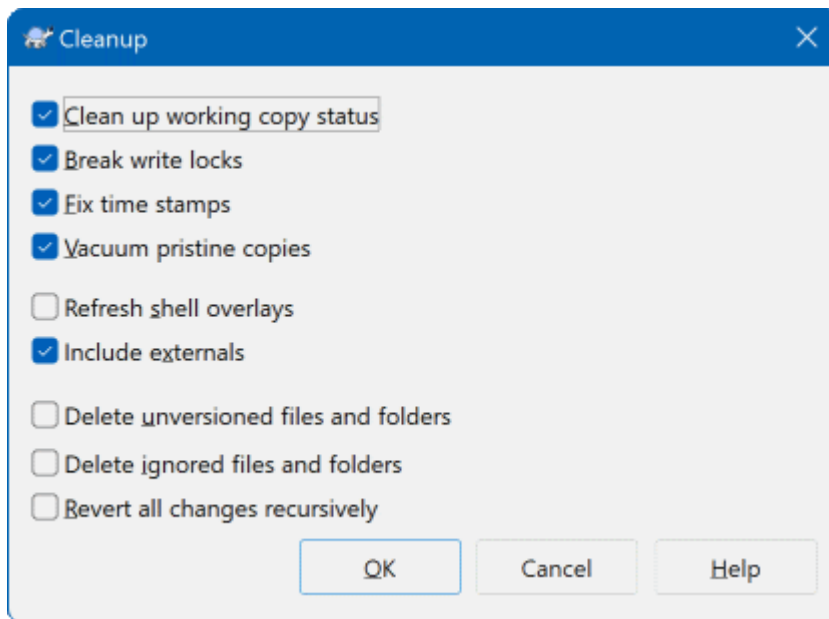 Cleanup
Clean up working copy status
Break write locks
Fix time stamps
Vacuum pristine copies
Refresh shell overlays
Include externals
Delete unversioned files and folders
Delete ignored files and folders
Revert all changes recursively
OK Cancel Help